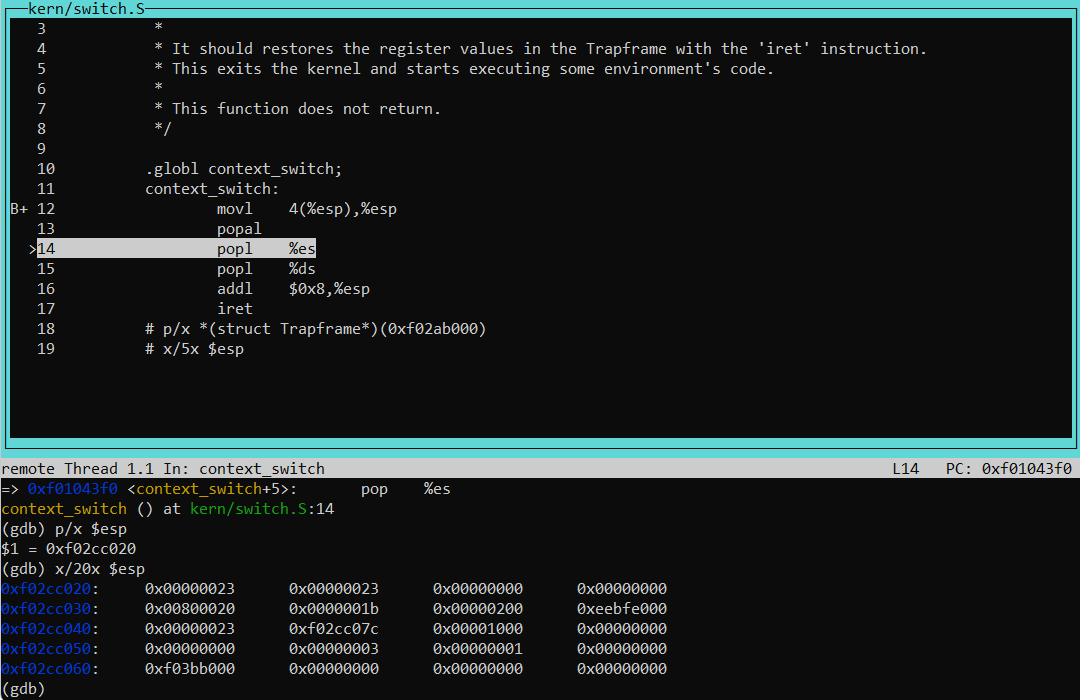 kern/switch.S
3 *
4 * It should restores the register values in the Trapframe with the 'iret' instruction.
5 * This exits the kernel and starts executing some environment's code.
6 *
7 * This function does not return.
8 */
9
10 .globl context_switch;
11 context_switch:
B+ 12 movl 4(%esp),%esp
13 popal
>14 popl %es
15 popl %ds
16 addl $0x8,%esp
17 iret
18 # p/x *(struct Trapframe*)(0xf02ab000)
19 # x/5x $esp
remote Thread 1.1 In: context_switch L14 PC: 0xf01043f0
=> 0xf01043f0 <context_switch+5>: pop %es
context_switch () at kern/switch.S:14
(gdb) p/x $esp
$1 = 0xf02cc020
(gdb) x/20x $esp
0xf02cc020: 0x00000023 0x00000023 0x00000000 0x00000000
0xf02cc030: 0x00800020 0x0000001b 0x00000200 0xeebfe000
0xf02cc040: 0x00000023 0xf02cc07c 0x00001000 0x00000000
0xf02cc050: 0x00000000 0x00000003 0x00000001 0x00000000
0xf02cc060: 0xf03bb000 0x00000000 0x00000000 0x00000000
(gdb)